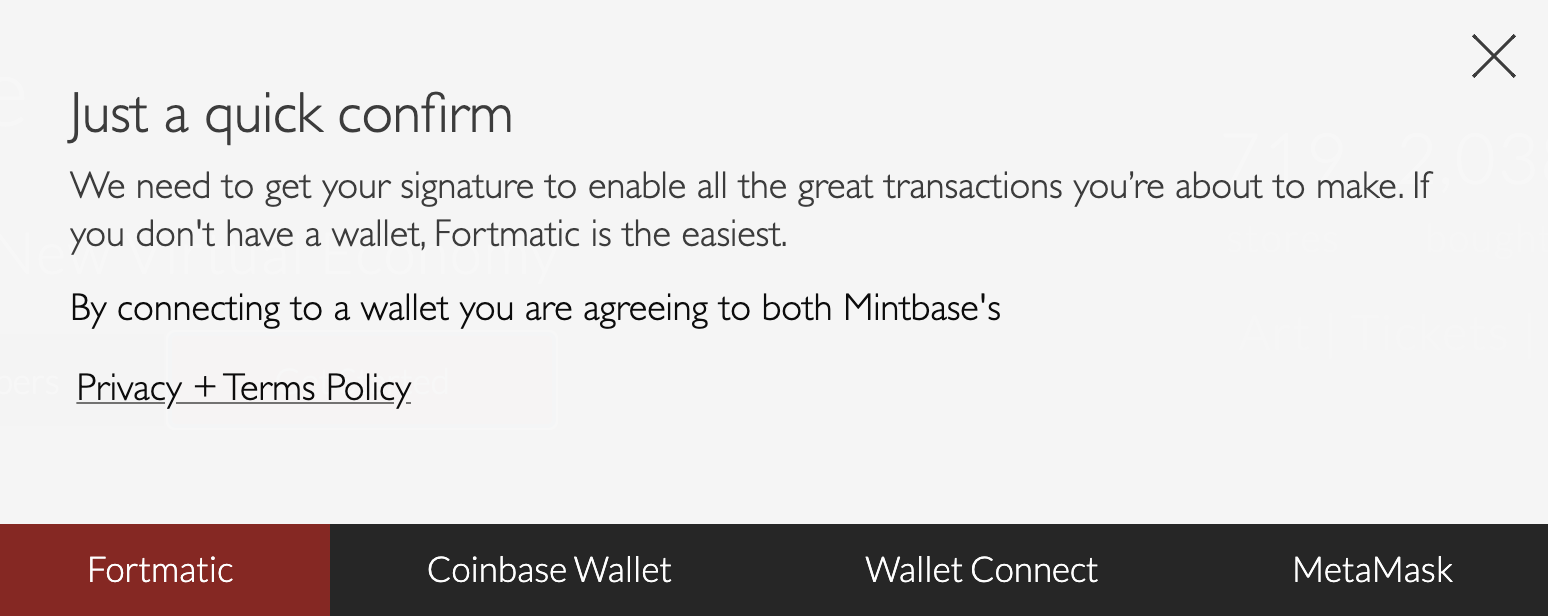 Just a quick confirm
We need to get your signature to enable all the great transactions you’re about to make. If
you don't have a wallet, Fortmatic is the easiest.
By connecting to a wallet you are agreeing to both Mintbase's
Privacy + Terms Policy
Fortmatic
Coinbase Wallet
Wallet Connect
MetaMask